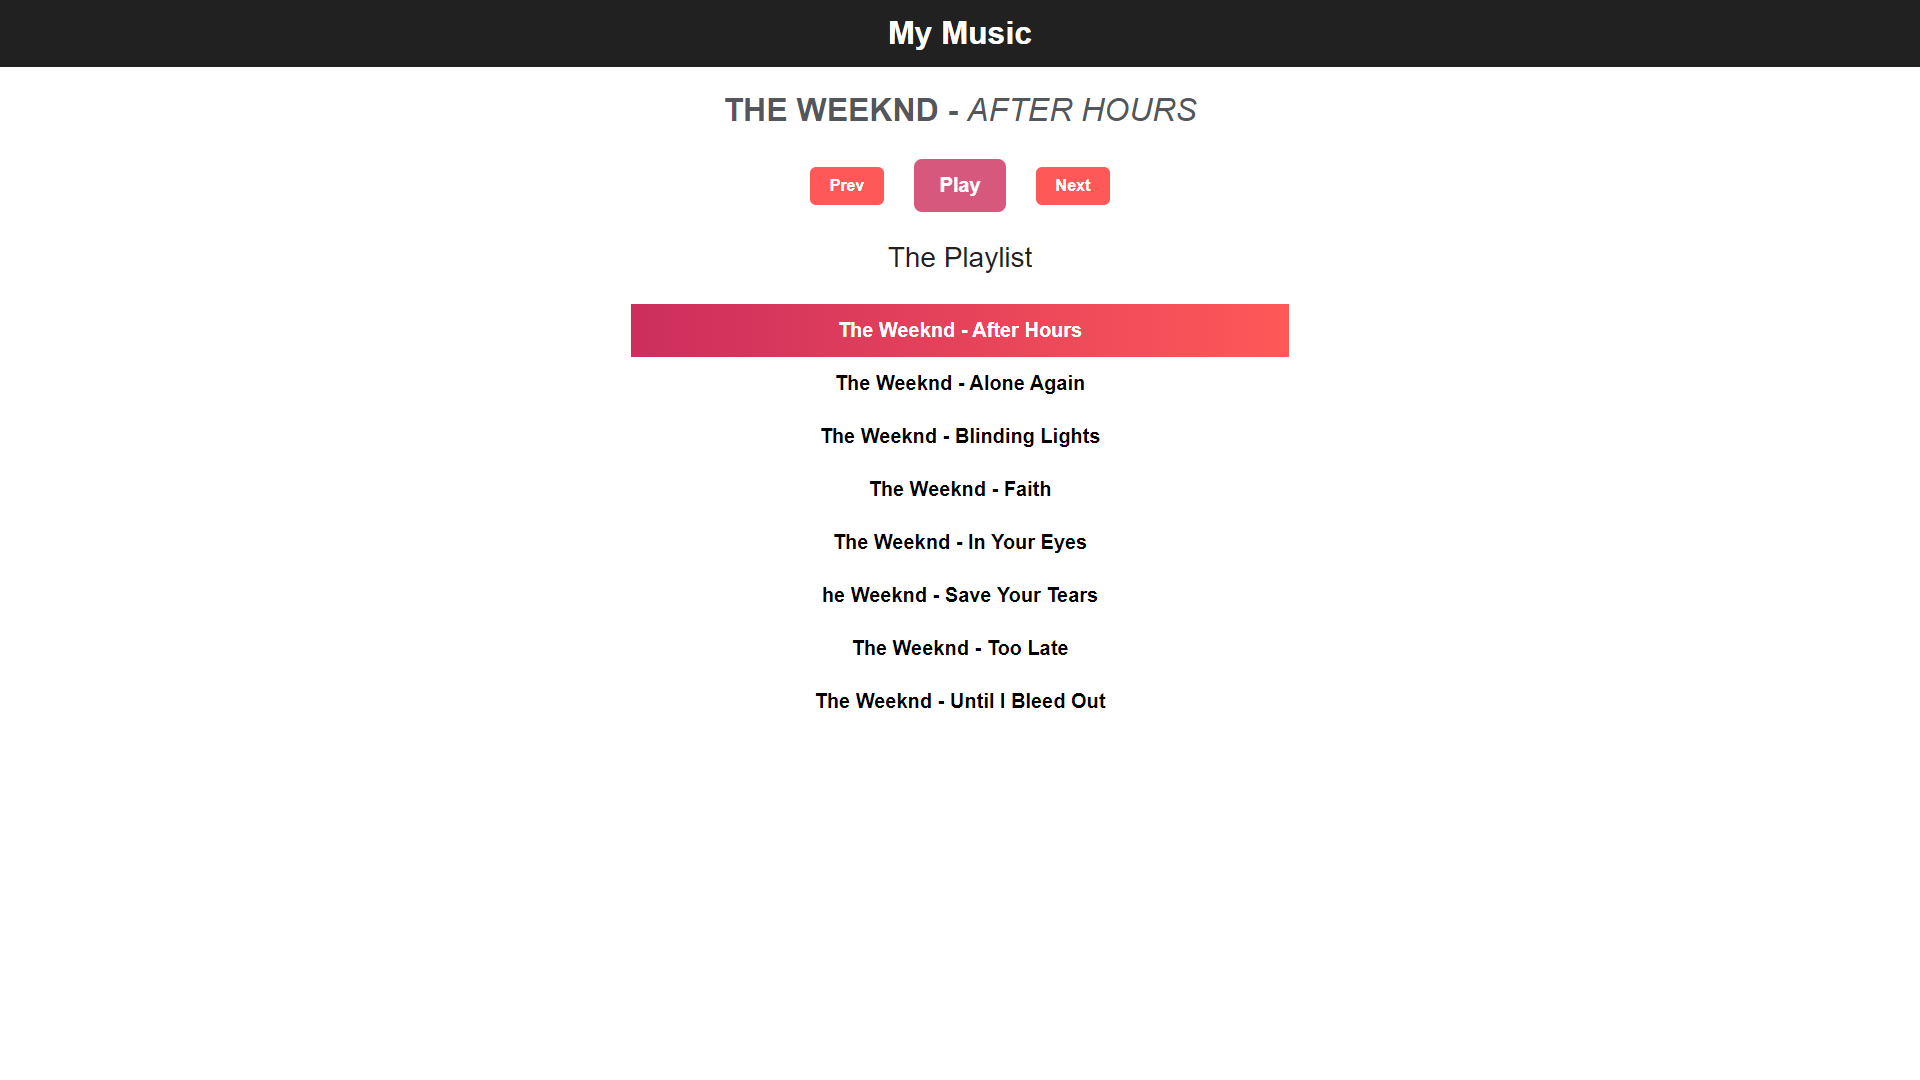 My Music
THE WEEKND - AFTER HOURS
Prev Play Next
The Playlist
The Weeknd - After Hours
The Weeknd - Alone Again
The Weeknd - Blinding Lights
The Weeknd - Faith
The Weeknd - In Your Eyes
he Weeknd - Save Your Tears
The Weeknd - Too Late
The Weeknd - Until I Bleed Out